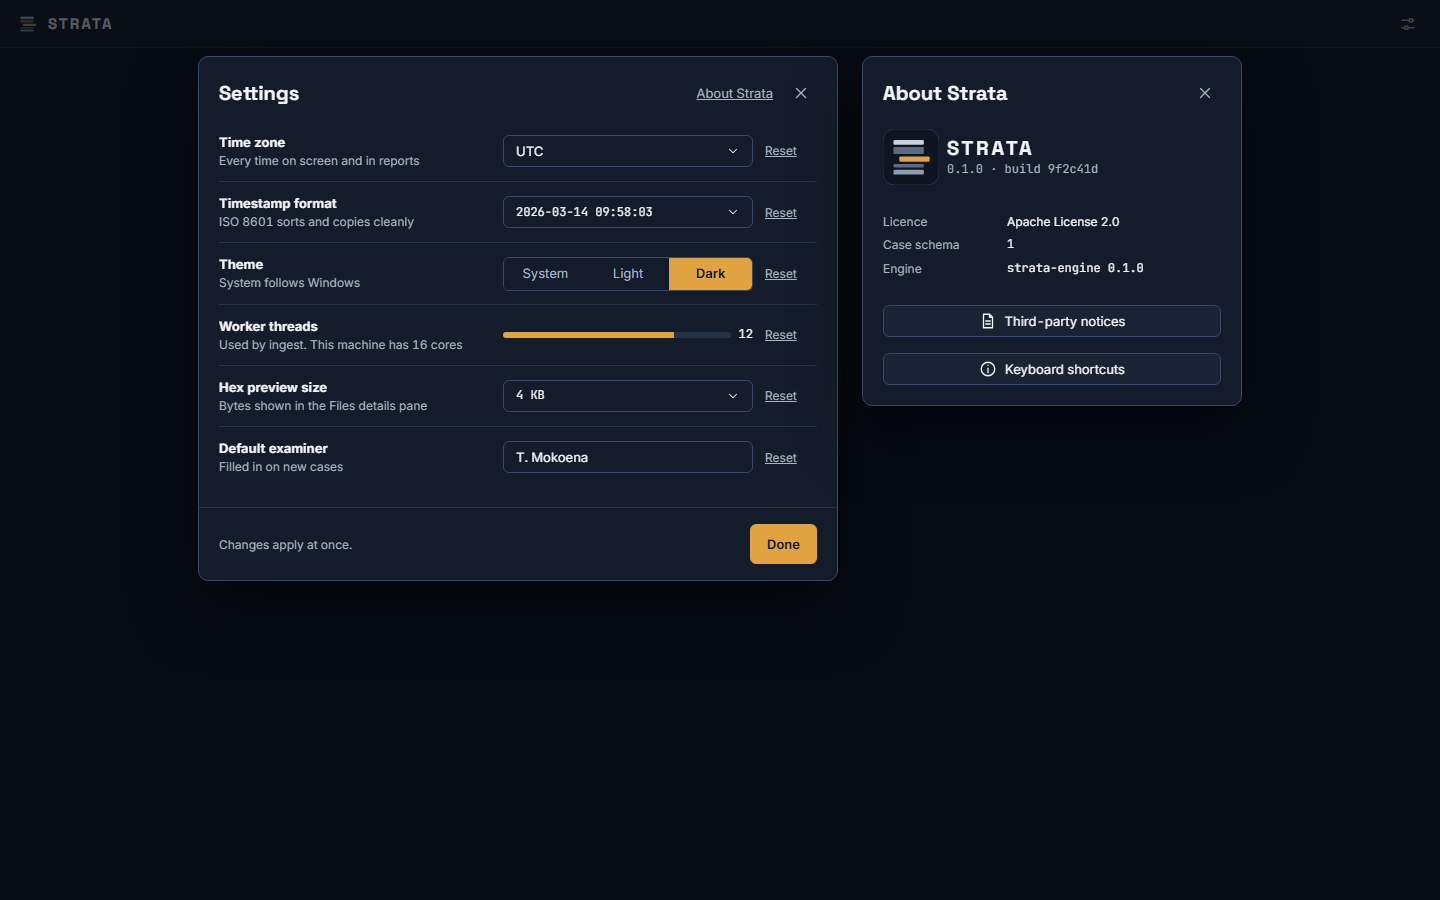 STRATA
Settings
About Strata
Time zone
Every time on screen and in reports
UTC
Reset
Timestamp format
ISO 8601 sorts and copies cleanly
2026-03-14 09:58:03
Reset
Theme
System follows Windows
System
Light
Dark
Reset
Worker threads
Used by ingest. This machine has 16 cores
12
Reset
Hex preview size
Bytes shown in the Files details pane
4 KB
Reset
Default examiner
Filled in on new cases
T. Mokoena
Reset
Changes apply at once.
Done
About Strata
STRATA
0.1.0 · build 9f2c41d
Licence
Apache License 2.0
Case schema
1
Engine
strata-engine 0.1.0
Third-party notices
Keyboard shortcuts